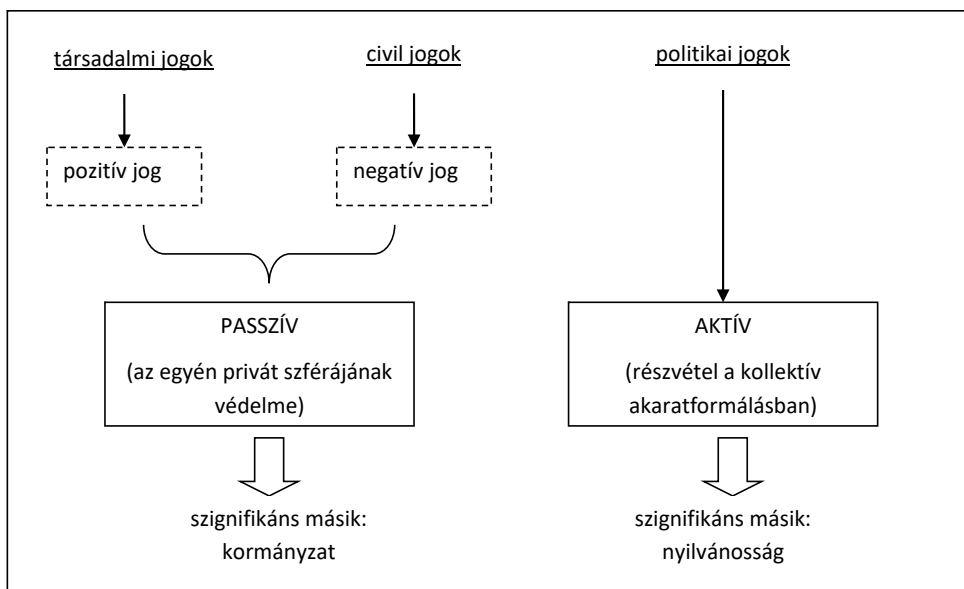 társadalmi jogok
civil jogok
politikai jogok
pozitív jog
negatív jog
PASSZÍV
(az egyén privát szférájának
védelme)
AKTÍV
(részvétel a kollektív
akaratformálásban)
szignifikáns másik:
kormányzat
szignifikáns másik:
nyilvánosság